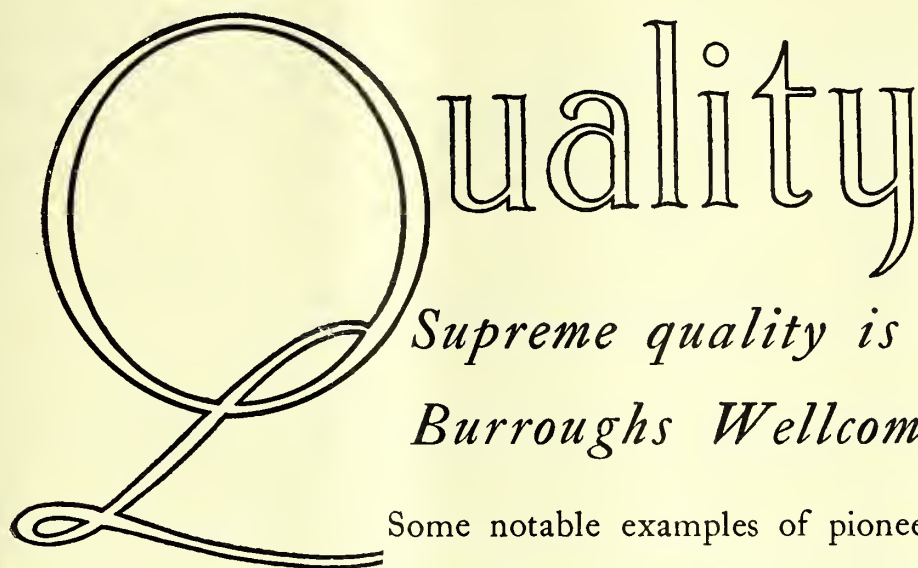 Quality
Supreme quality is
Burroughs Wellcom
Some notable examples of pionee